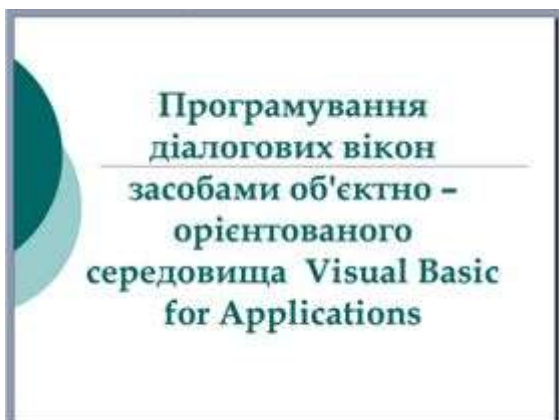 Програмування
діалогових вікон
засобами об'єктно –
орієнтованого
середовища Visual Basic
for Applications